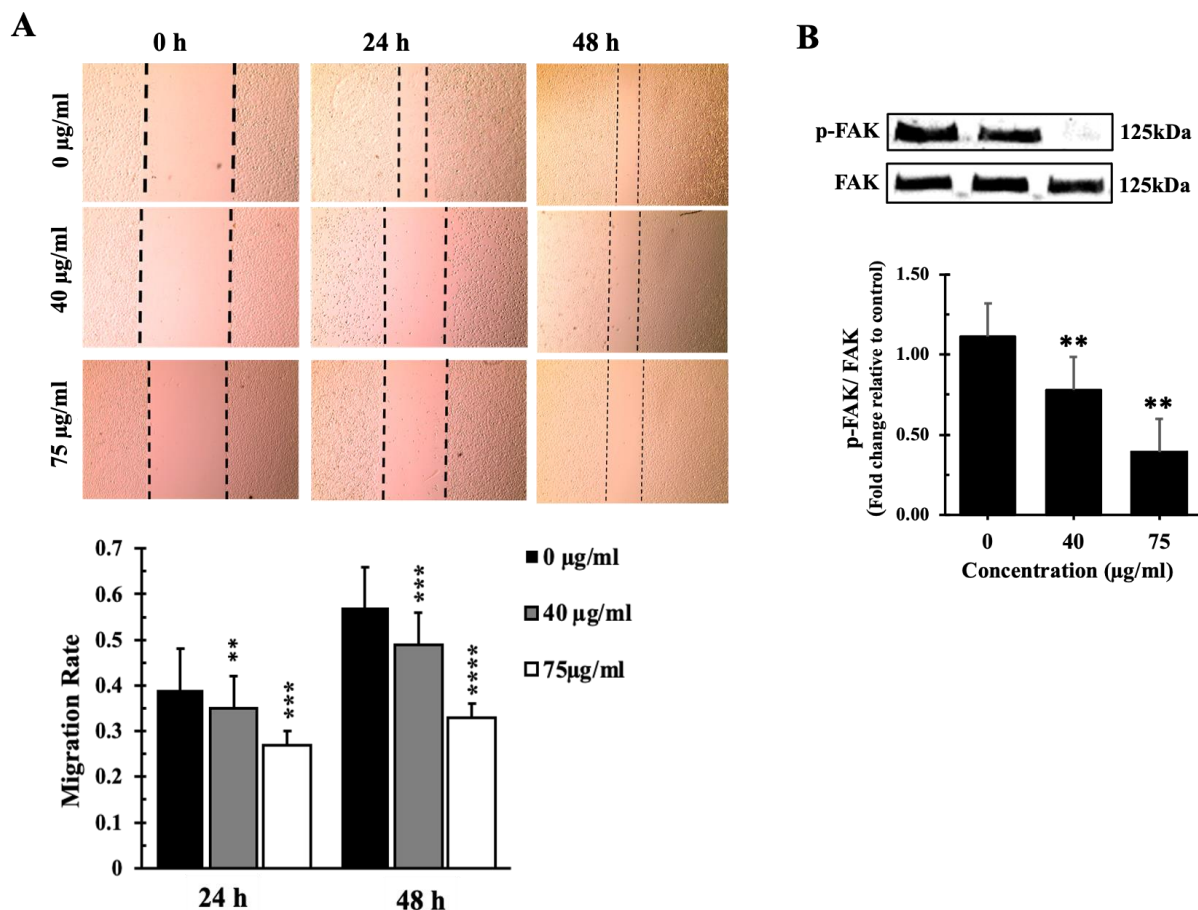 A
0 h
24 h
48 h
0 µg/ml
40 µg/ml
75 µg/ml
0.7
0.6
0.5
0.4
0.3
0.2
0.1
0
Migration Rate
**
***
***
****
24 h
48 h
0 µg/ml
40 µg/ml
75µg/ml
B
p-FAK
125kDa
FAK
125kDa
p-FAK/ FAK
(Fold change relative to control)
1.50
1.00
0.50
0.00
**
**
0
40
75
Concentration (µg/ml)